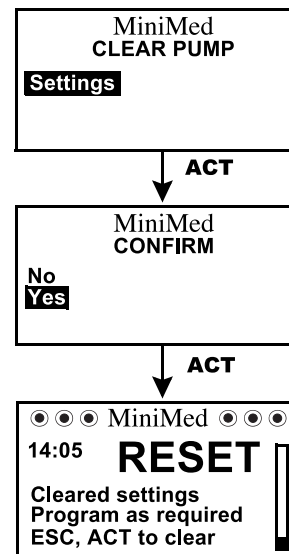 MiniMed
CLEAR PUMP
Settings
ACT
MiniMed
CONFIRM
No
Yes
ACT
MiniMed
14:05 RESET
Cleared settings
Program as required
ESC, ACT to clear